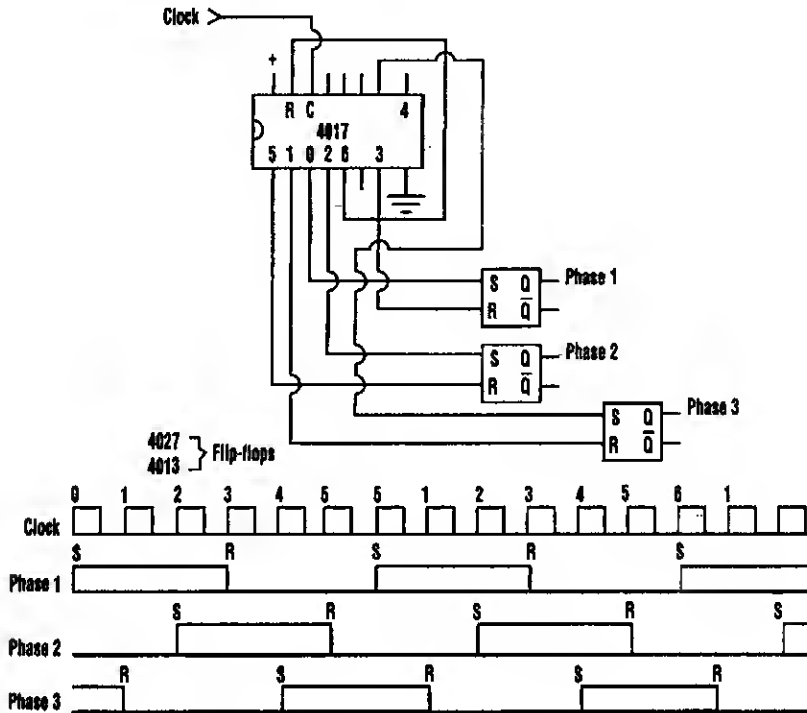 Clock
+
R C 4
4017
5 1 0 2 6 3
S Q Phase 1
R Q
S Q Phase 2
R Q
S Q Phase 3
R Q
4027
4013 Flip-flops
0 1 2 3 4 5 5 1 2 3 4 5 6 1
Clock
S R S R S
Phase 1
S R S R S
Phase 2
R S R S R
Phase 3